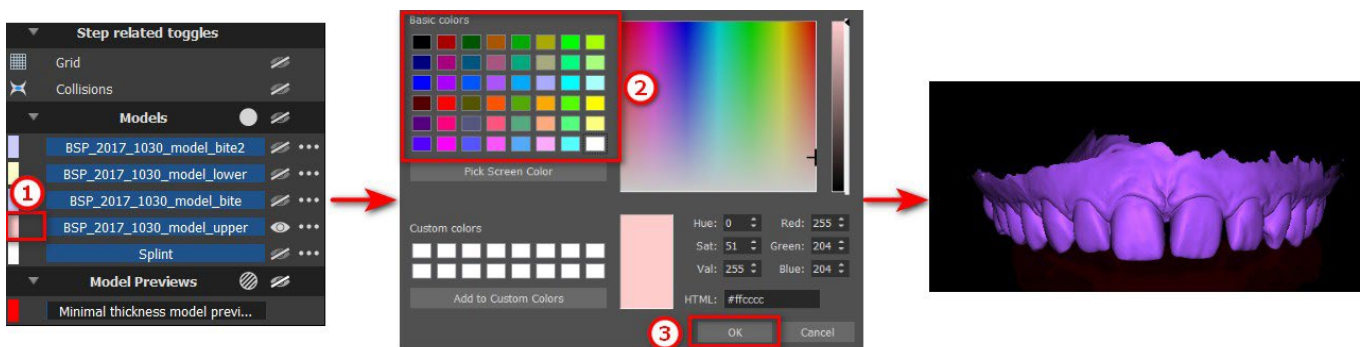 Step related toggles
Grid
Collisions
Models
BSP_2017_1030_model_bite2
BSP_2017_1030_model_lower
1
BSP_2017_1030_model_bite
BSP_2017_1030_model_upper
Splint
Model Previews
Minimal thickness model previ...
Basic colors
2
Pick Screen Color
Custom colors
Add to Custom Colors
Hue: 0 Red: 255
Sat: 51 Green: 204
Val: 255 Blue: 204
HTML: #ffcccc
3 OK Cancel